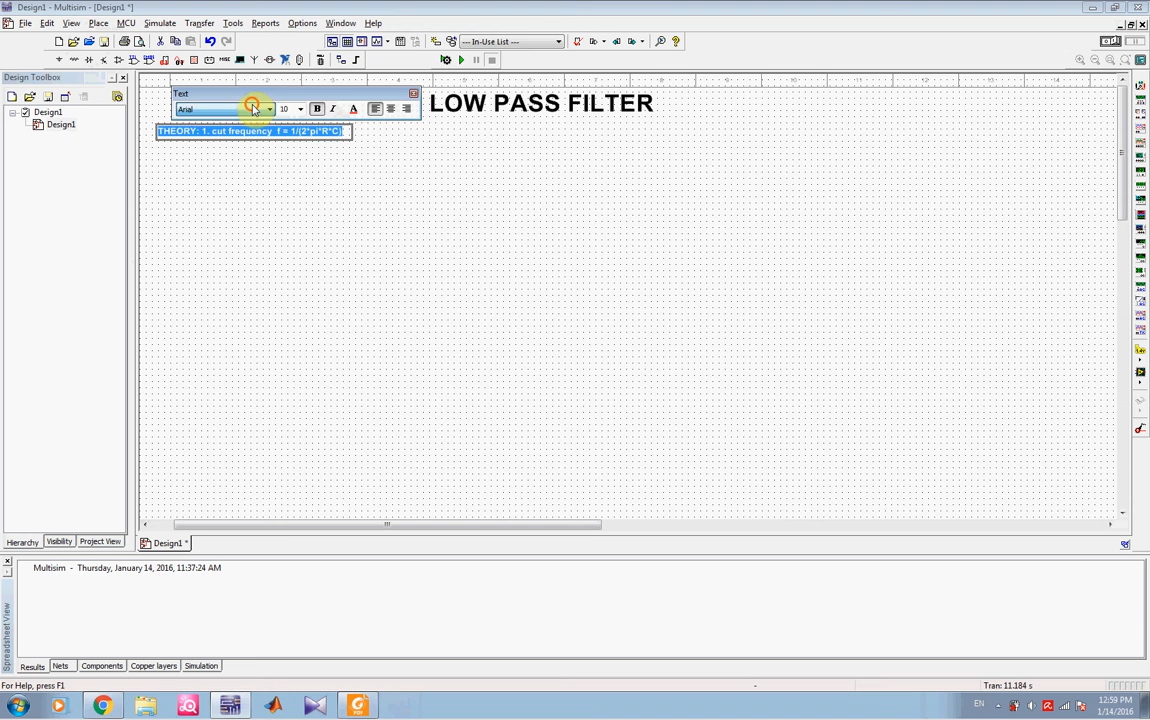 Design1 - Multisim - [Design1 *]
File Edit View Place MCU Simulate Transfer Tools Reports Options Window Help
--- In-Use List ---
Design Toolbox
Text
Arial 10 B I A
LOW PASS FILTER
THEORY: 1. cut frequency f = 1/(2*pi*R*C)
Design1
Design1
Hierarchy Visibility Project View
Design1 *
Multisim - Thursday, January 14, 2016, 11:37:24 AM
Spreadsheet View
Results Nets Components Copper layers Simulation
For Help, press F1
- Tran: 11.184 s
EN
12:59 PM
1/14/2016